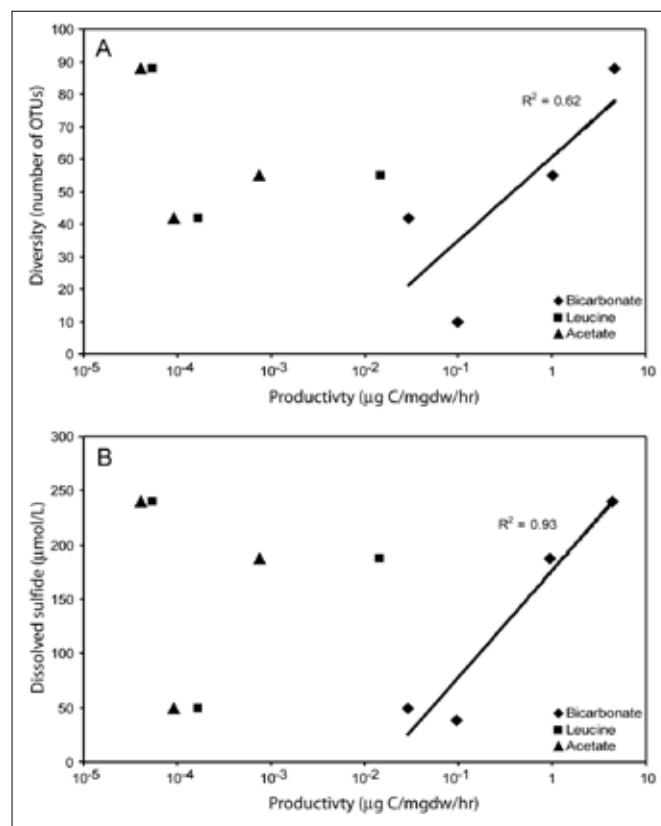 A
100
90
80
70
60
50
40
30
20
10
0
Diversity (number of OTUs)
R² = 0.62
Bicarbonate
Leucine
Acetate
10⁻⁵ 10⁻⁴ 10⁻³ 10⁻² 10⁻¹ 1 10
Productivty (µg C/mgdw/hr)
B
300
250
200
150
100
50
0
Dissolved sulfide (µmol/L)
R² = 0.93
Bicarbonate
Leucine
Acetate
10⁻⁵ 10⁻⁴ 10⁻³ 10⁻² 10⁻¹ 1 10
Productivty (µg C/mgdw/hr)